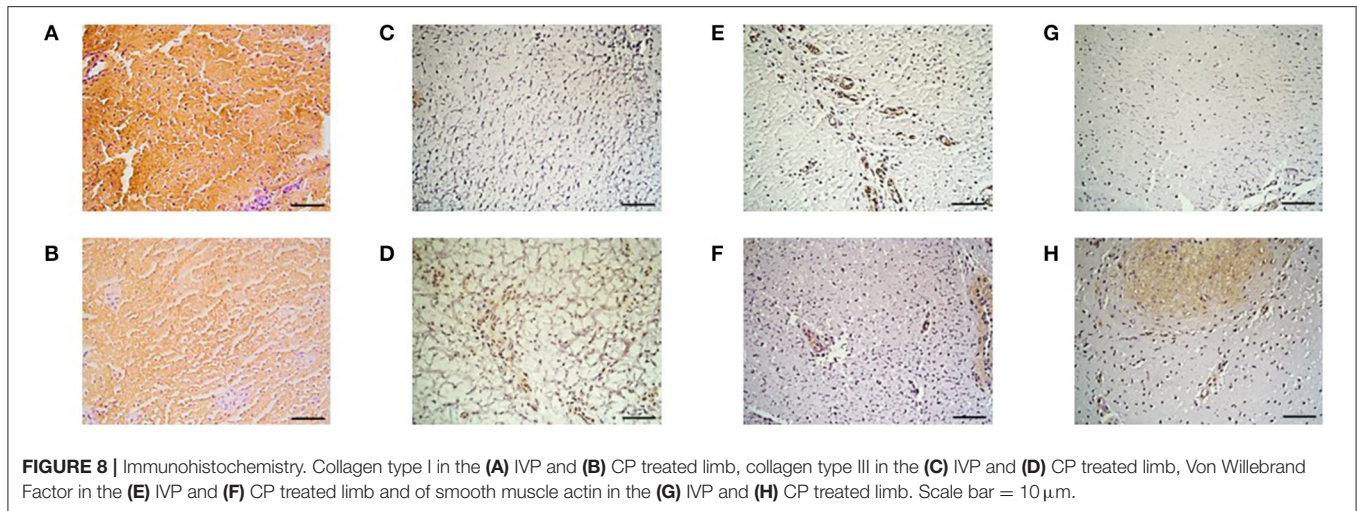 A C E G
B D F H
FIGURE 8 | Immunohistochemistry. Collagen type I in the (A) IVP and (B) CP treated limb, collagen type III in the (C) IVP and (D) CP treated limb, Von Willebrand
Factor in the (E) IVP and (F) CP treated limb and of smooth muscle actin in the (G) IVP and (H) CP treated limb. Scale bar = 10 μm.